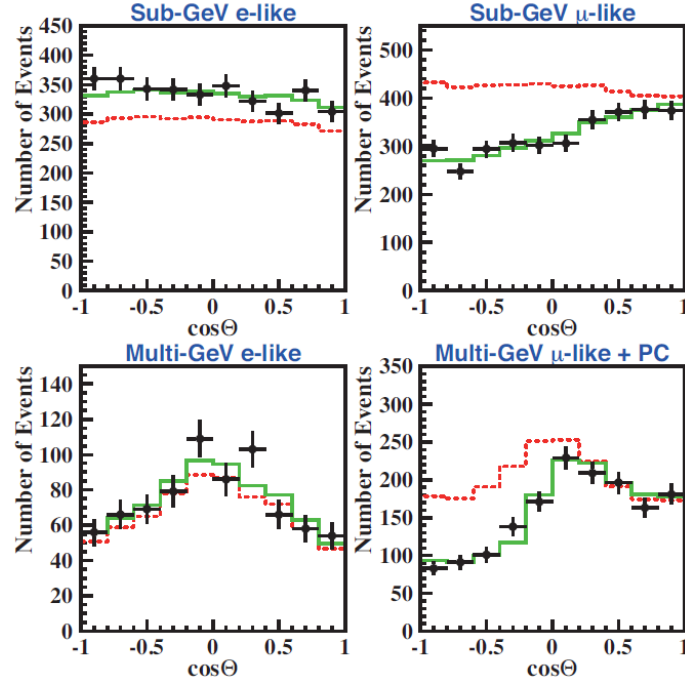 Sub-GeV e-like
Number of Events
450
400
350
300
250
200
150
100
50
0
-1 -0.5 0 0.5 1
cosΘ
Sub-GeV μ-like
Number of Events
500
400
300
200
100
0
-1 -0.5 0 0.5 1
cosΘ
Multi-GeV e-like
Number of Events
140
120
100
80
60
40
20
0
-1 -0.5 0 0.5 1
cosΘ
Multi-GeV μ-like + PC
Number of Events
350
300
250
200
150
100
50
0
-1 -0.5 0 0.5 1
cosΘ